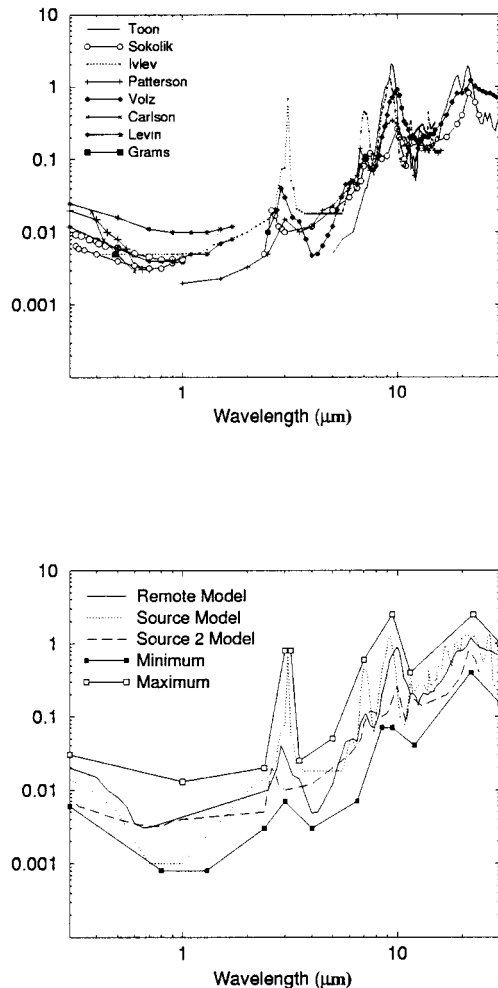 Toon
Sokolik
Ivlev
Patterson
Volz
Carlson
Levin
Grams
10
1
0.1
0.01
0.001
1 10
Wavelength (μm)
Remote Model
Source Model
Source 2 Model
Minimum
Maximum
10
1
0.1
0.01
0.001
1 10
Wavelength (μm)